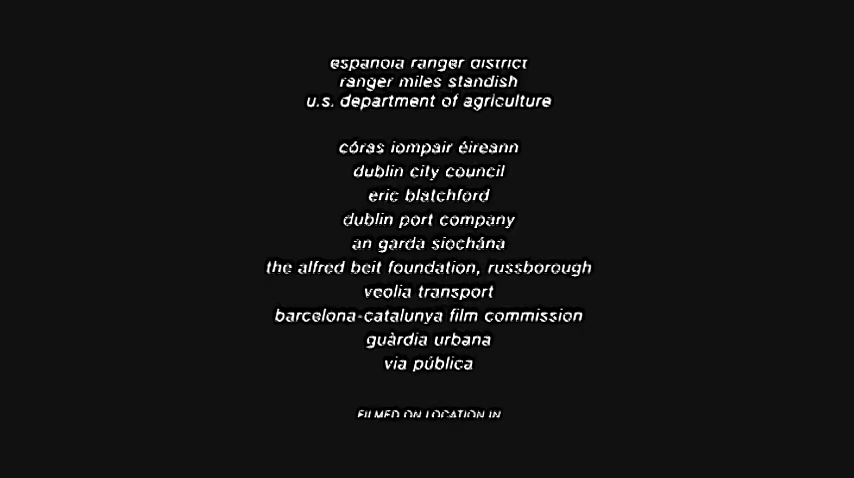 espanola ranger district
ranger miles standish
u.s. department of agriculture
córas iompair éireann
dublin city council
eric blatchford
dublin port company
an garda síochána
the alfred beit foundation, russborough
veolia transport
barcelona-catalunya film commission
guàrdia urbana
via pública
FILMED ON LOCATION IN